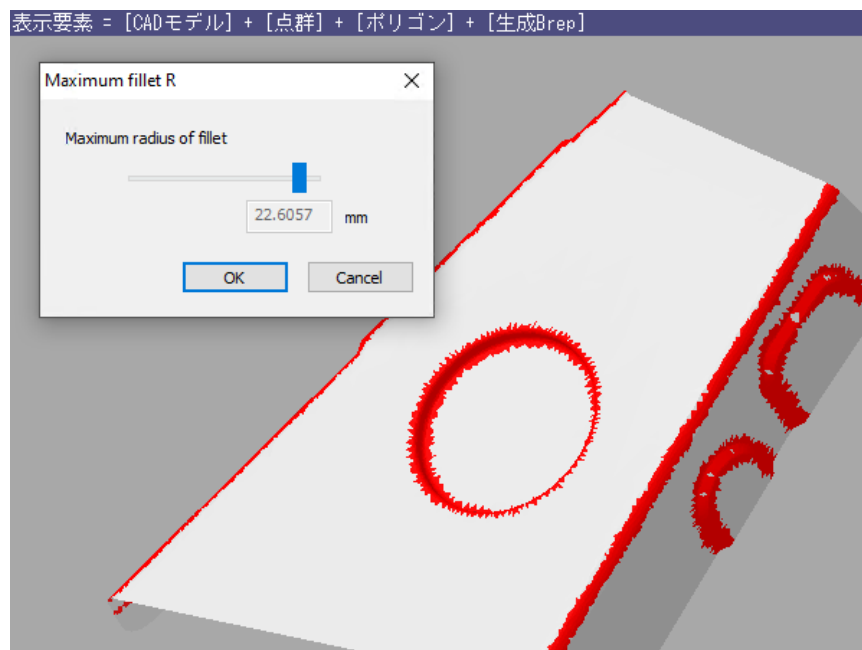 表示要素 = [CADモデル] + [点群] + [ポリゴン] + [生成Brep]
Maximum fillet R
Maximum radius of fillet
22.6057 mm
OK Cancel